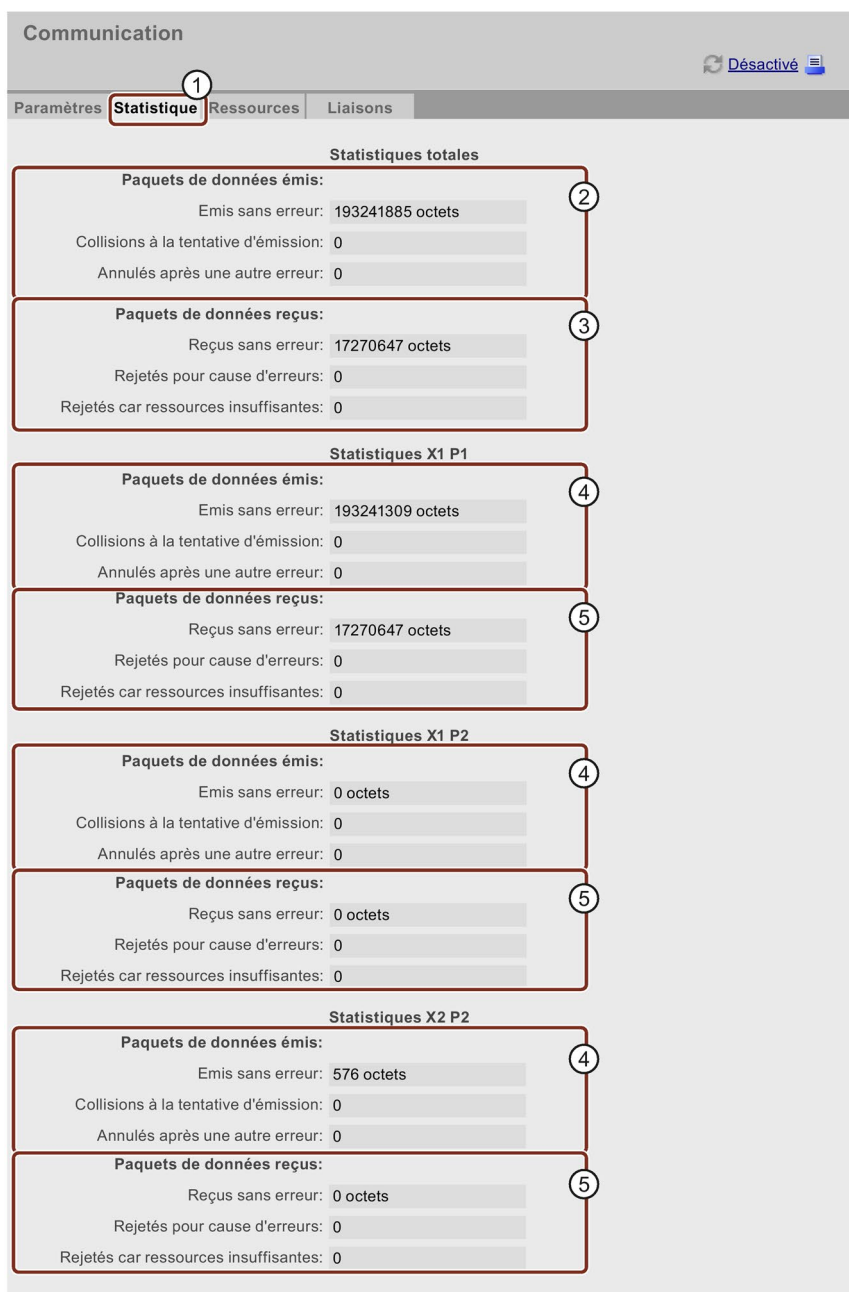 Communication
Désactivé
1
Paramètres Statistique Ressources Liaisons
Statistiques totales
Paquets de données émis:
2
Emis sans erreur: 193241885 octets
Collisions à la tentative d'émission: 0
Annulés après une autre erreur: 0
Paquets de données reçus:
3
Reçus sans erreur: 17270647 octets
Rejetés pour cause d'erreurs: 0
Rejetés car ressources insuffisantes: 0
Statistiques X1 P1
Paquets de données émis:
4
Emis sans erreur: 193241309 octets
Collisions à la tentative d'émission: 0
Annulés après une autre erreur: 0
Paquets de données reçus:
5
Reçus sans erreur: 17270647 octets
Rejetés pour cause d'erreurs: 0
Rejetés car ressources insuffisantes: 0
Statistiques X1 P2
Paquets de données émis:
4
Emis sans erreur: 0 octets
Collisions à la tentative d'émission: 0
Annulés après une autre erreur: 0
Paquets de données reçus:
5
Reçus sans erreur: 0 octets
Rejetés pour cause d'erreurs: 0
Rejetés car ressources insuffisantes: 0
Statistiques X2 P2
Paquets de données émis:
4
Emis sans erreur: 576 octets
Collisions à la tentative d'émission: 0
Annulés après une autre erreur: 0
Paquets de données reçus:
5
Reçus sans erreur: 0 octets
Rejetés pour cause d'erreurs: 0
Rejetés car ressources insuffisantes: 0